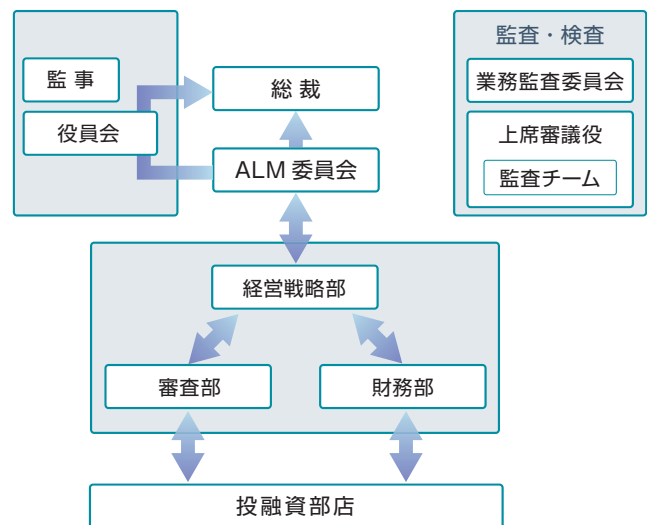 監事
役員会
総裁
ALM 委員会
監査・検査
業務監査委員会
上席審議役
監査チーム
経営戦略部
審査部
財務部
投融資部店